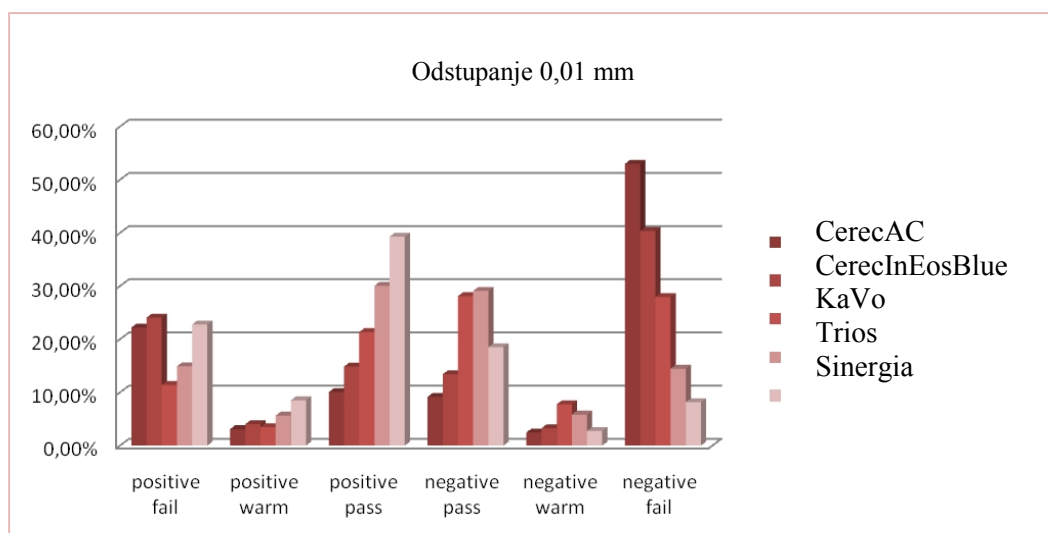 Odstupanje 0,01 mm
60,00%
50,00%
40,00%
30,00%
20,00%
10,00%
0,00%
positive
fail
positive
warm
positive
pass
negative
pass
negative
warm
negative
fail
CerecAC
CerecInEosBlue
KaVo
Trios
Sinergia